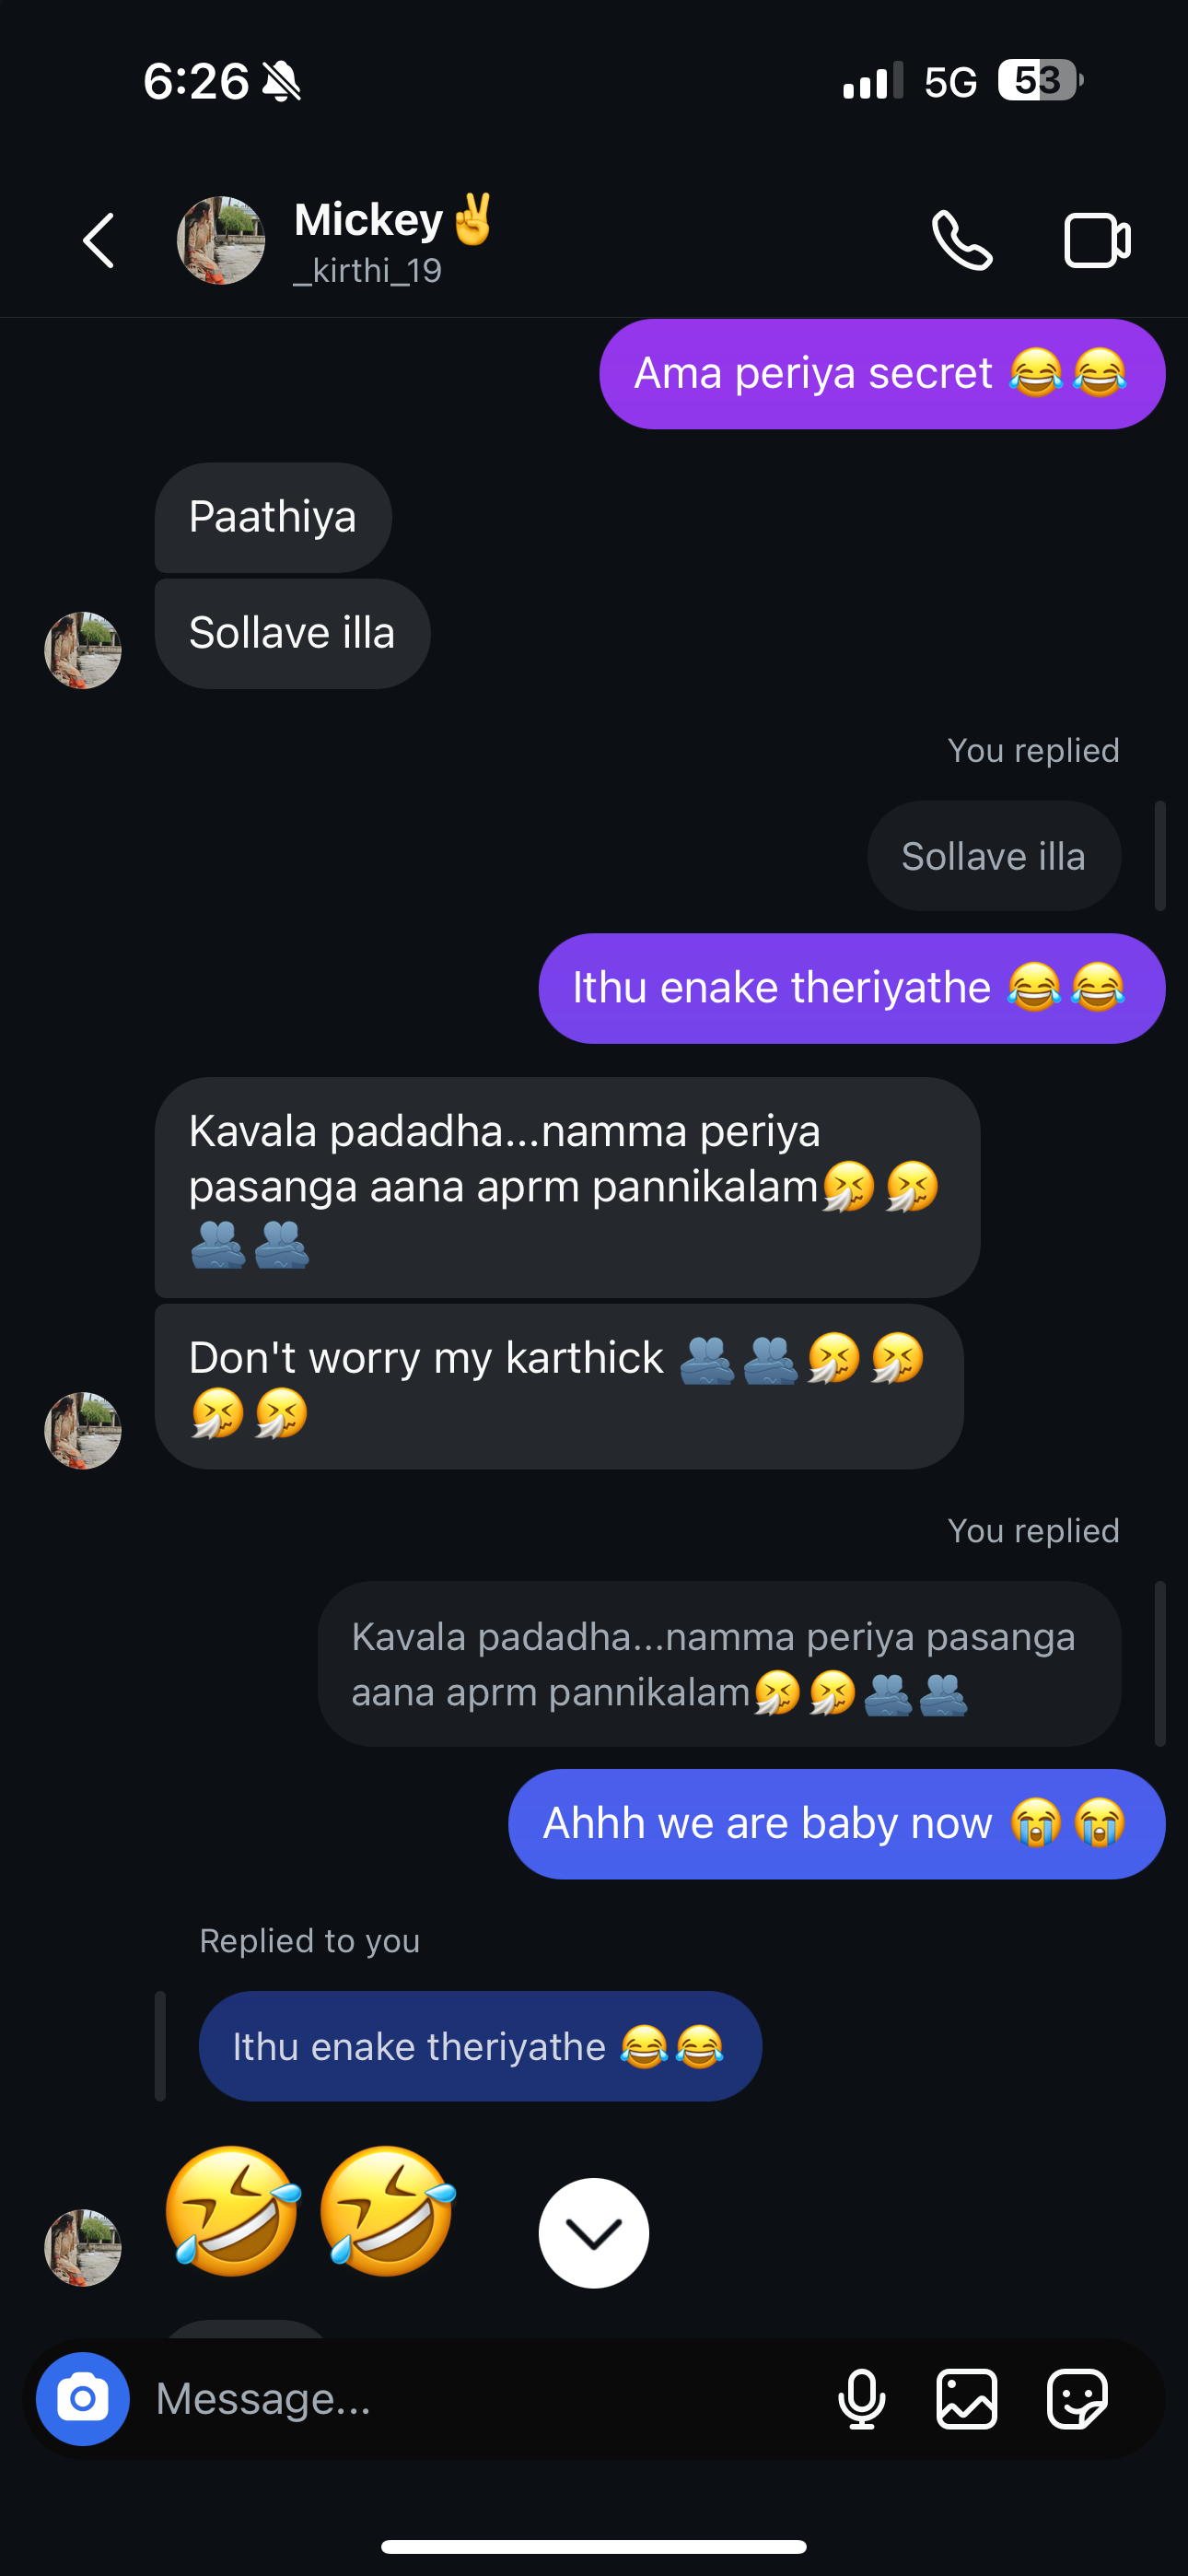 6:26
5G
53
Mickey✌️
_kirthi_19
Ama periya secret 😂😂
Paathiya
Sollave illa
You replied
Sollave illa
Ithu enake theriyathe 😂😂
Kavala padadha...namma periya
pasanga aana aprm pannikalam🤧🤧
🫂🫂
Don't worry my karthick 🫂🫂🤧🤧
🤧🤧
You replied
Kavala padadha...namma periya pasanga
aana aprm pannikalam🤧🤧🫂🫂
Ahhh we are baby now 😭😭
Replied to you
Ithu enake theriyathe 😂😂
🤣🤣
Message...